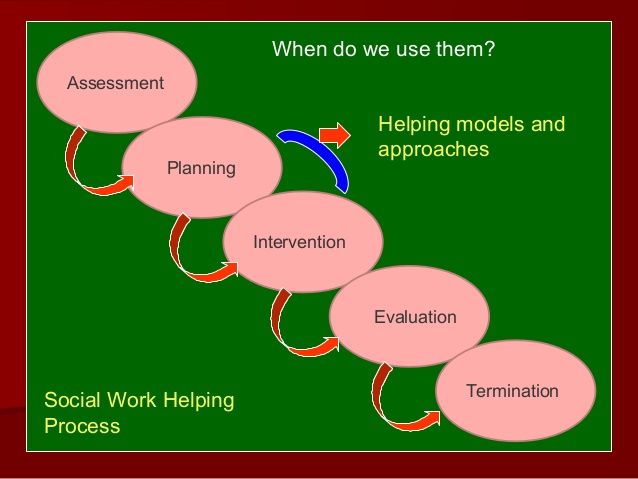 When do we use them?
Assessment
Helping models and
approaches
Planning
Intervention
Evaluation
Termination
Social Work Helping
Process